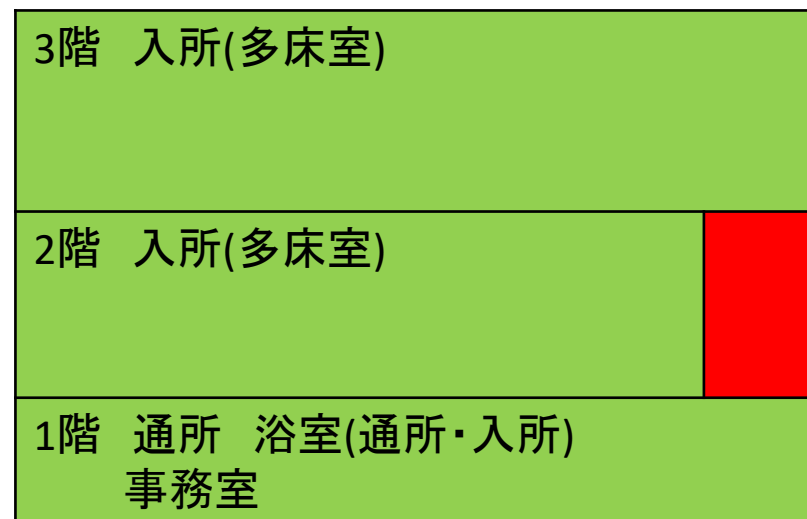 3階　入所(多床室)
2階　入所(多床室)
1階　通所　浴室(通所・入所)
事務室